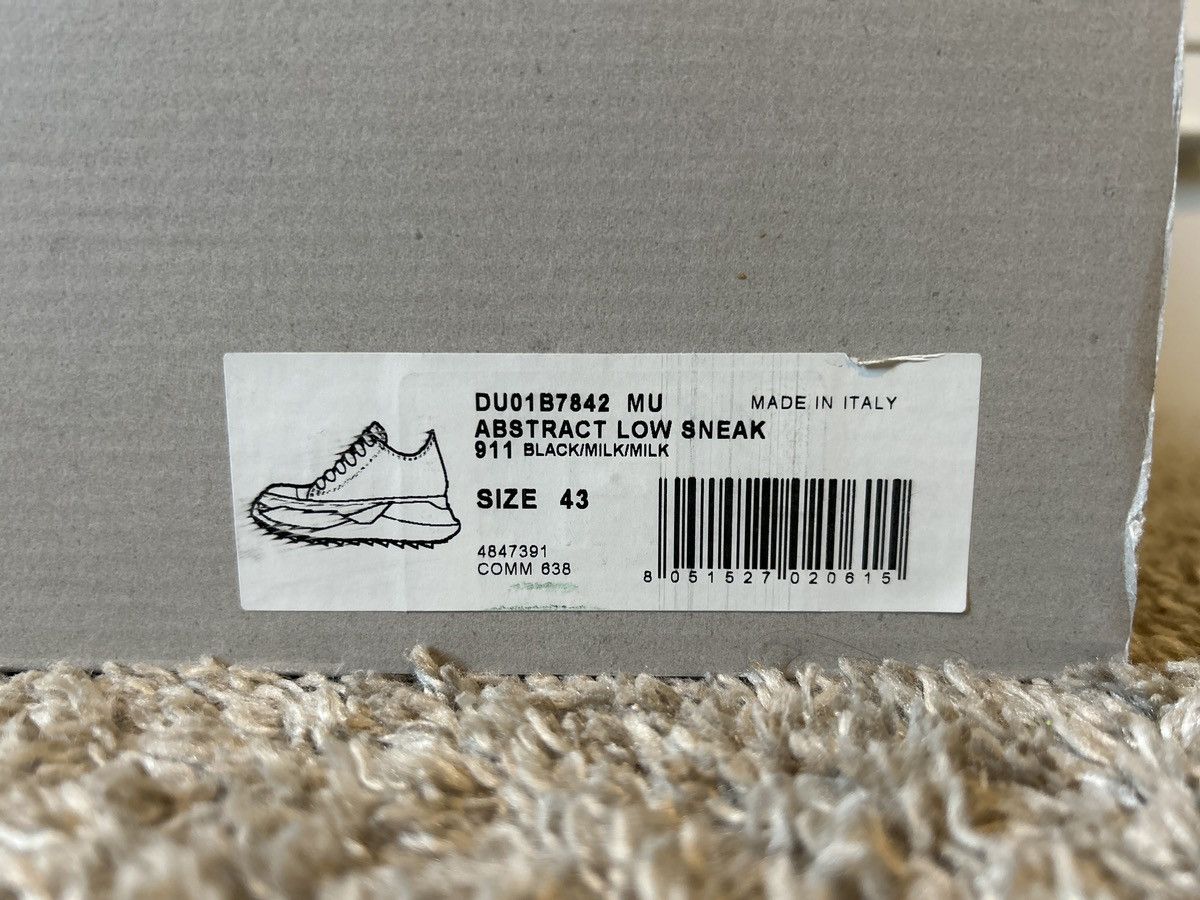 DU01B7842 MU
MADE IN ITALY
ABSTRACT LOW SNEAK
911 BLACK/MILK/MILK
SIZE 43
4847391
COMM 638
8 051527 020615